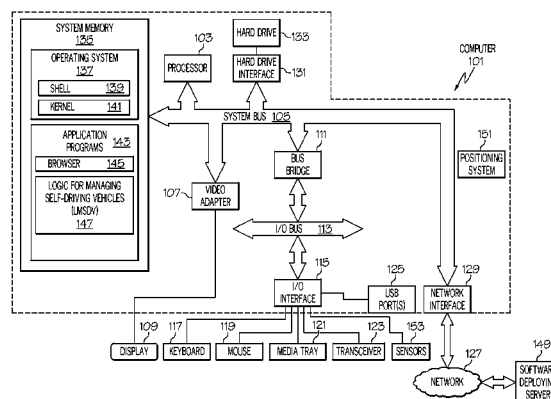 SYSTEM MEMORY
136
OPERATING SYSTEM
137
SHELL 139
KERNEL 141
APPLICATION
PROGRAMS 143
BROWSER 145
LOGIC FOR MANAGING
SELF-DRIVING VEHICLES
(LMSDV)
147
103
PROCESSOR
HARD DRIVE
133
HARD DRIVE
INTERFACE
131
COMPUTER
101
SYSTEM BUS 105
111
BUS
BRIDGE
151
POSITIONING
SYSTEM
107
VIDEO
ADAPTER
I/O BUS 113
115
I/O
INTERFACE
125
USB
PORT(S)
129
NETWORK
INTERFACE
109
DISPLAY
117
KEYBOARD
119
MOUSE
121
MEDIA TRAY
123
TRANSCEIVER
153
SENSORS
127
NETWORK
149
SOFTWARE
DEPLOYING
SERVER